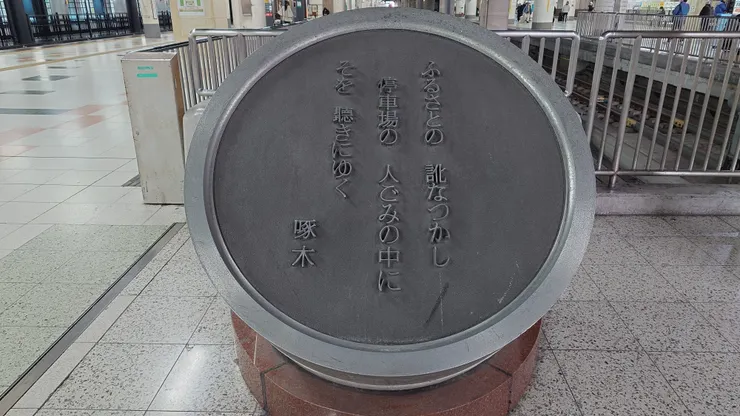 ふるさとの 訛なつかし
停車場の 人ごみの中に
そを 聴きにゆく
啄木